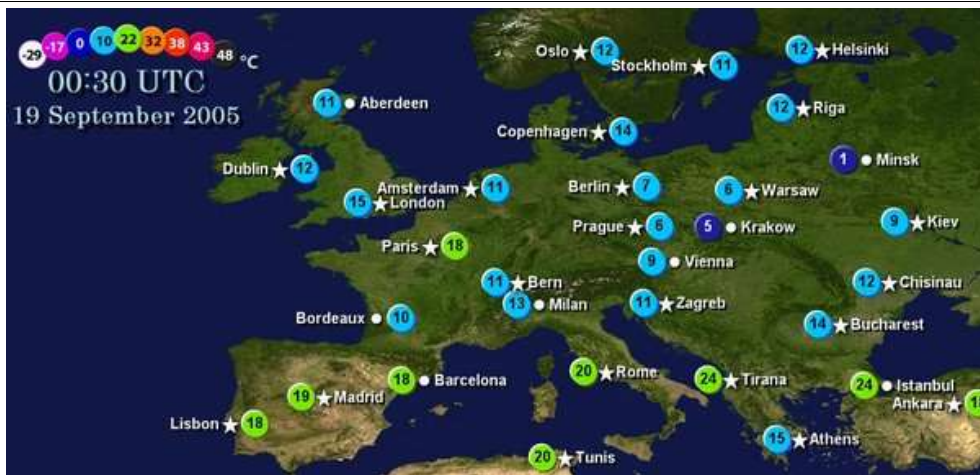 -29 -17 0 10 22 32 38 43 48 °C
00:30 UTC
19 September 2005
Oslo 12
12 Helsinki
Stockholm 11
11 Aberdeen
12 Riga
Copenhagen 14
1 Minsk
Dublin 12
Amsterdam 11
Berlin 7
6 Warsaw
15 London
9 Kiev
Prague 6
5 Krakow
Paris 18
9 Vienna
11 Bern
12 Chisinau
13 Milan
11 Zagreb
Bordeaux 10
14 Bucharest
20 Rome
24 Tirana
18 Barcelona
24 Istanbul
19 Madrid
Ankara
Lisbon 18
15 Athens
20 Tunis